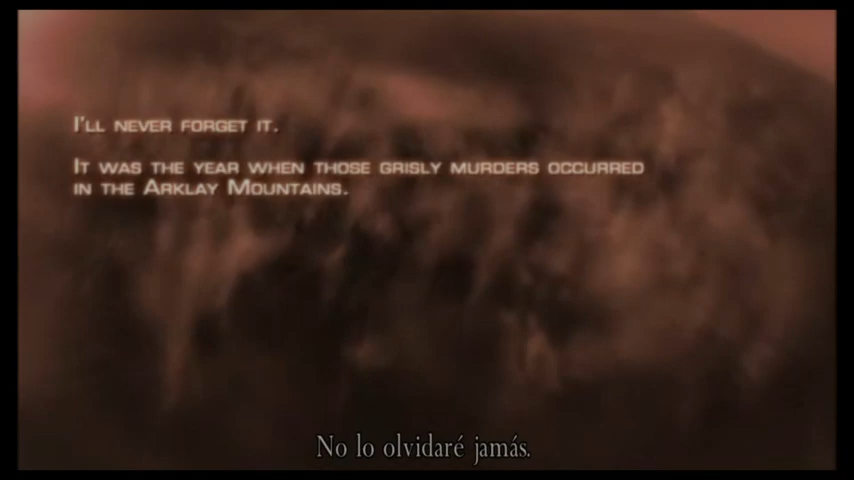 I'll never forget it.
It was the year when those grisly murders occurred
in the Arklay Mountains.
No lo olvidaré jamás.